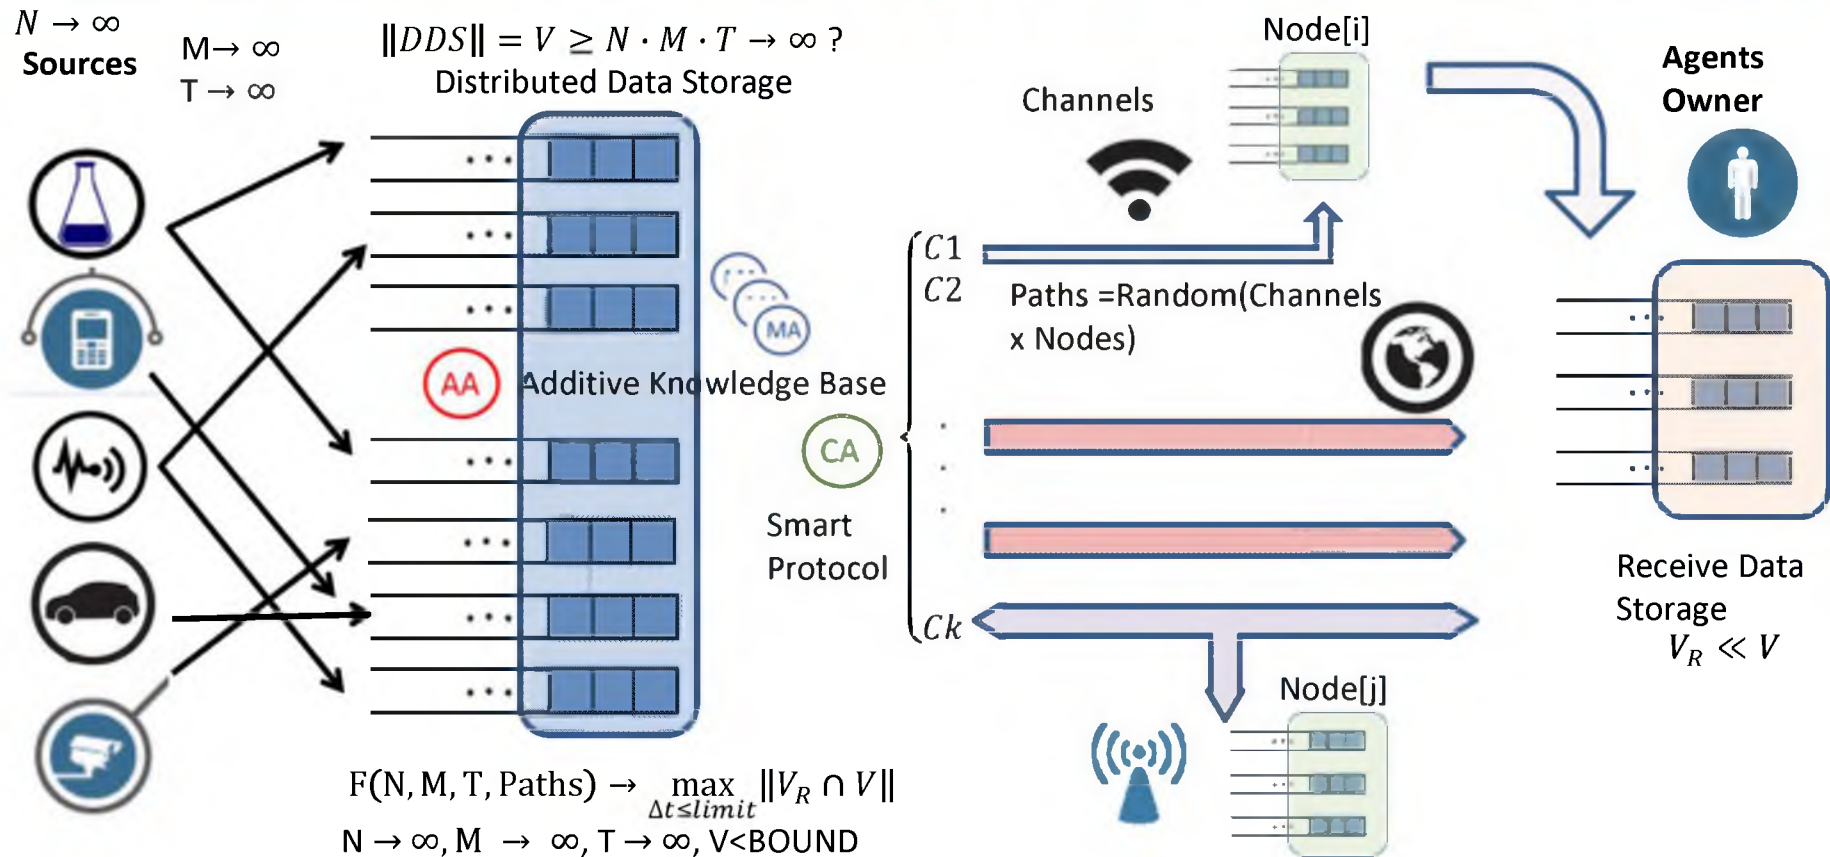 N → ∞
Sources
M→ ∞
T → ∞
‖DDS‖ = V ≥ N · M · T → ∞ ?
Distributed Data Storage
Channels
Node[i]
Agents
Owner
C1
C2
Paths =Random(Channels
x Nodes)
MA
AA
Additive Knowledge Base
CA
Smart
Protocol
Ck
Receive Data
Storage
V_R ≪ V
Node[j]
F(N, M, T, Paths) → max ‖V_R ∩ V‖
Δt≤limit
N → ∞, M → ∞, T → ∞, V<BOUND